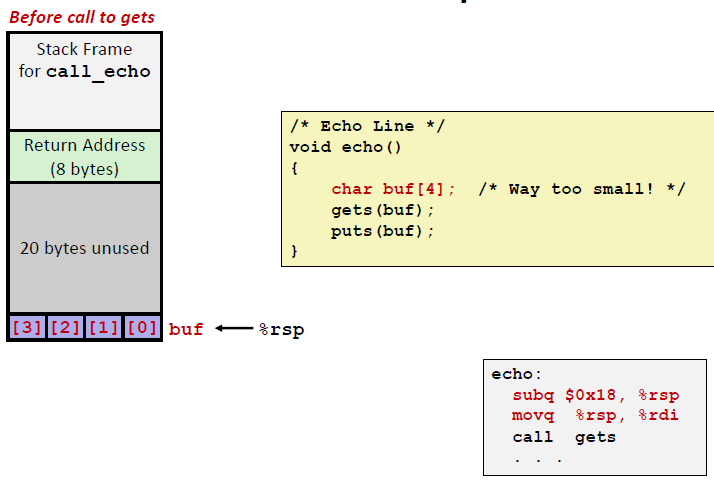 Before call to gets
Stack Frame
for call_echo
Return Address
(8 bytes)
20 bytes unused
[3] [2] [1] [0] buf %rsp
/* Echo Line */
void echo()
{
    char buf[4];  /* Way too small! */
    gets(buf);
    puts(buf);
}
echo:
  subq $0x18, %rsp
  movq  %rsp, %rdi
  call  gets
  . . .